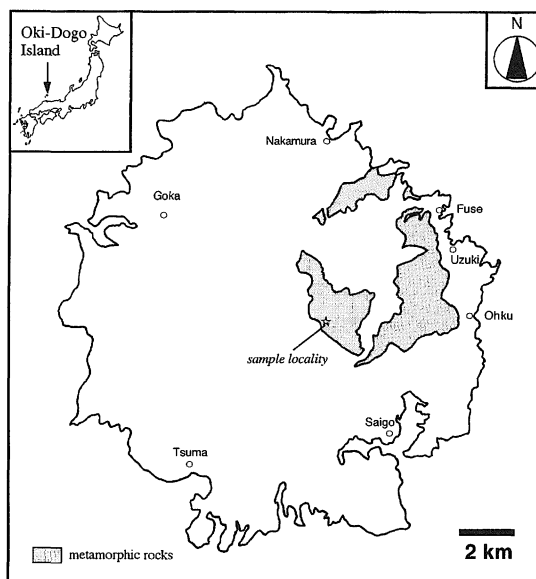 Oki-Dogo
Island
N
Nakamura
Goka
Fuse
Uzuki
Ohku
sample locality
Saigo
Tsuma
metamorphic rocks
2 km